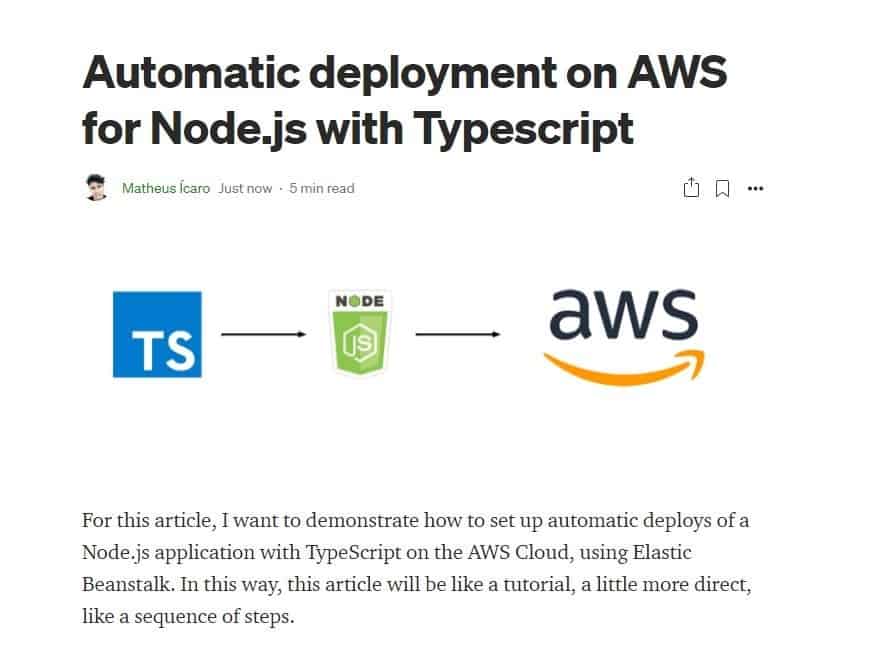 Automatic deployment on AWS
for Node.js with Typescript
Matheus Ícaro Just now · 5 min read
TS
NODE
JS
aws
For this article, I want to demonstrate how to set up automatic deploys of a
Node.js application with TypeScript on the AWS Cloud, using Elastic
Beanstalk. In this way, this article will be like a tutorial, a little more direct,
like a sequence of steps.